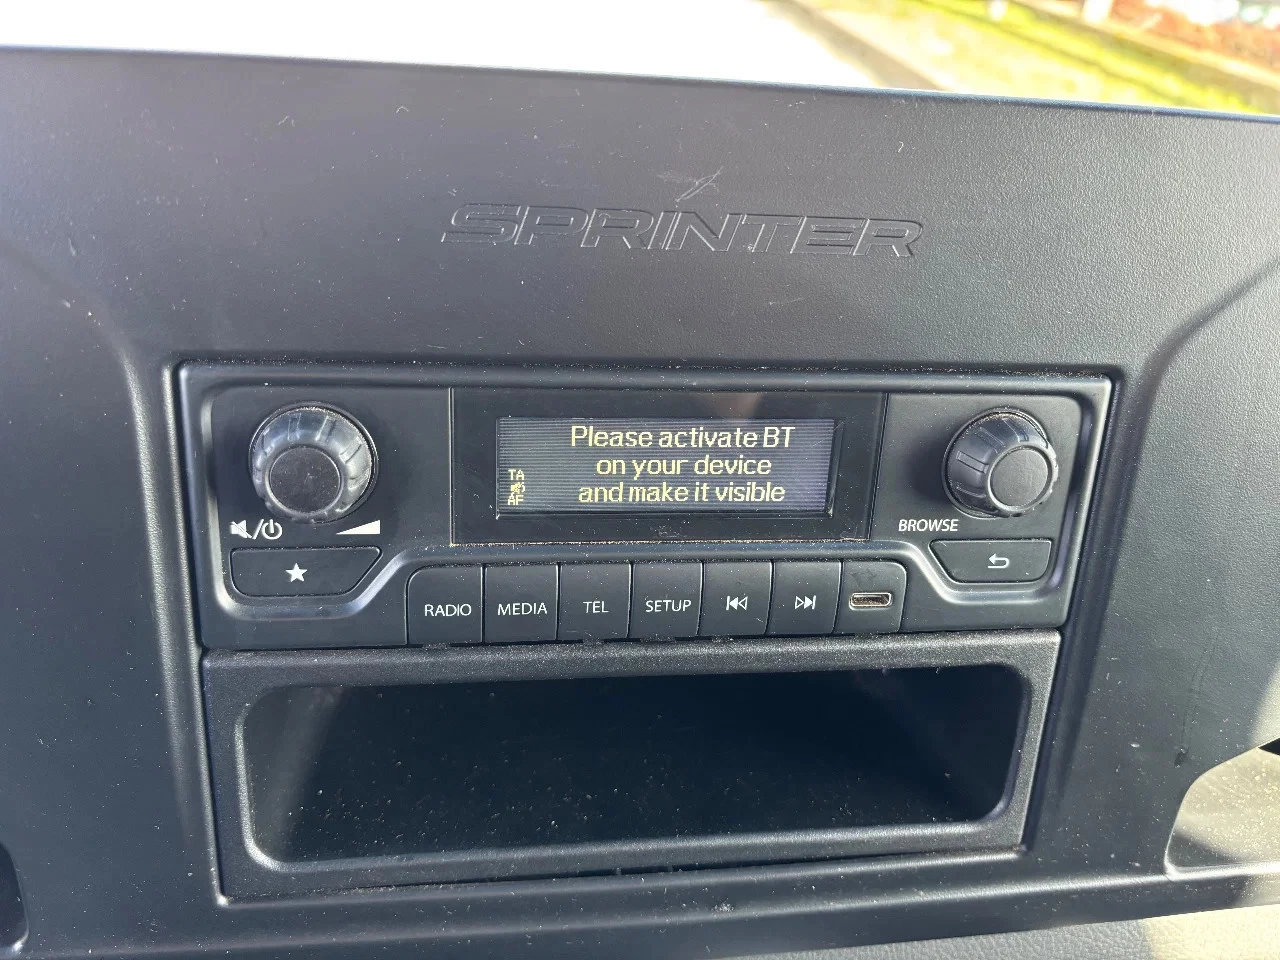 SPRINTER
Please activate BT
on your device
and make it visible
TA
AF
BROWSE
RADIO
MEDIA
TEL
SETUP